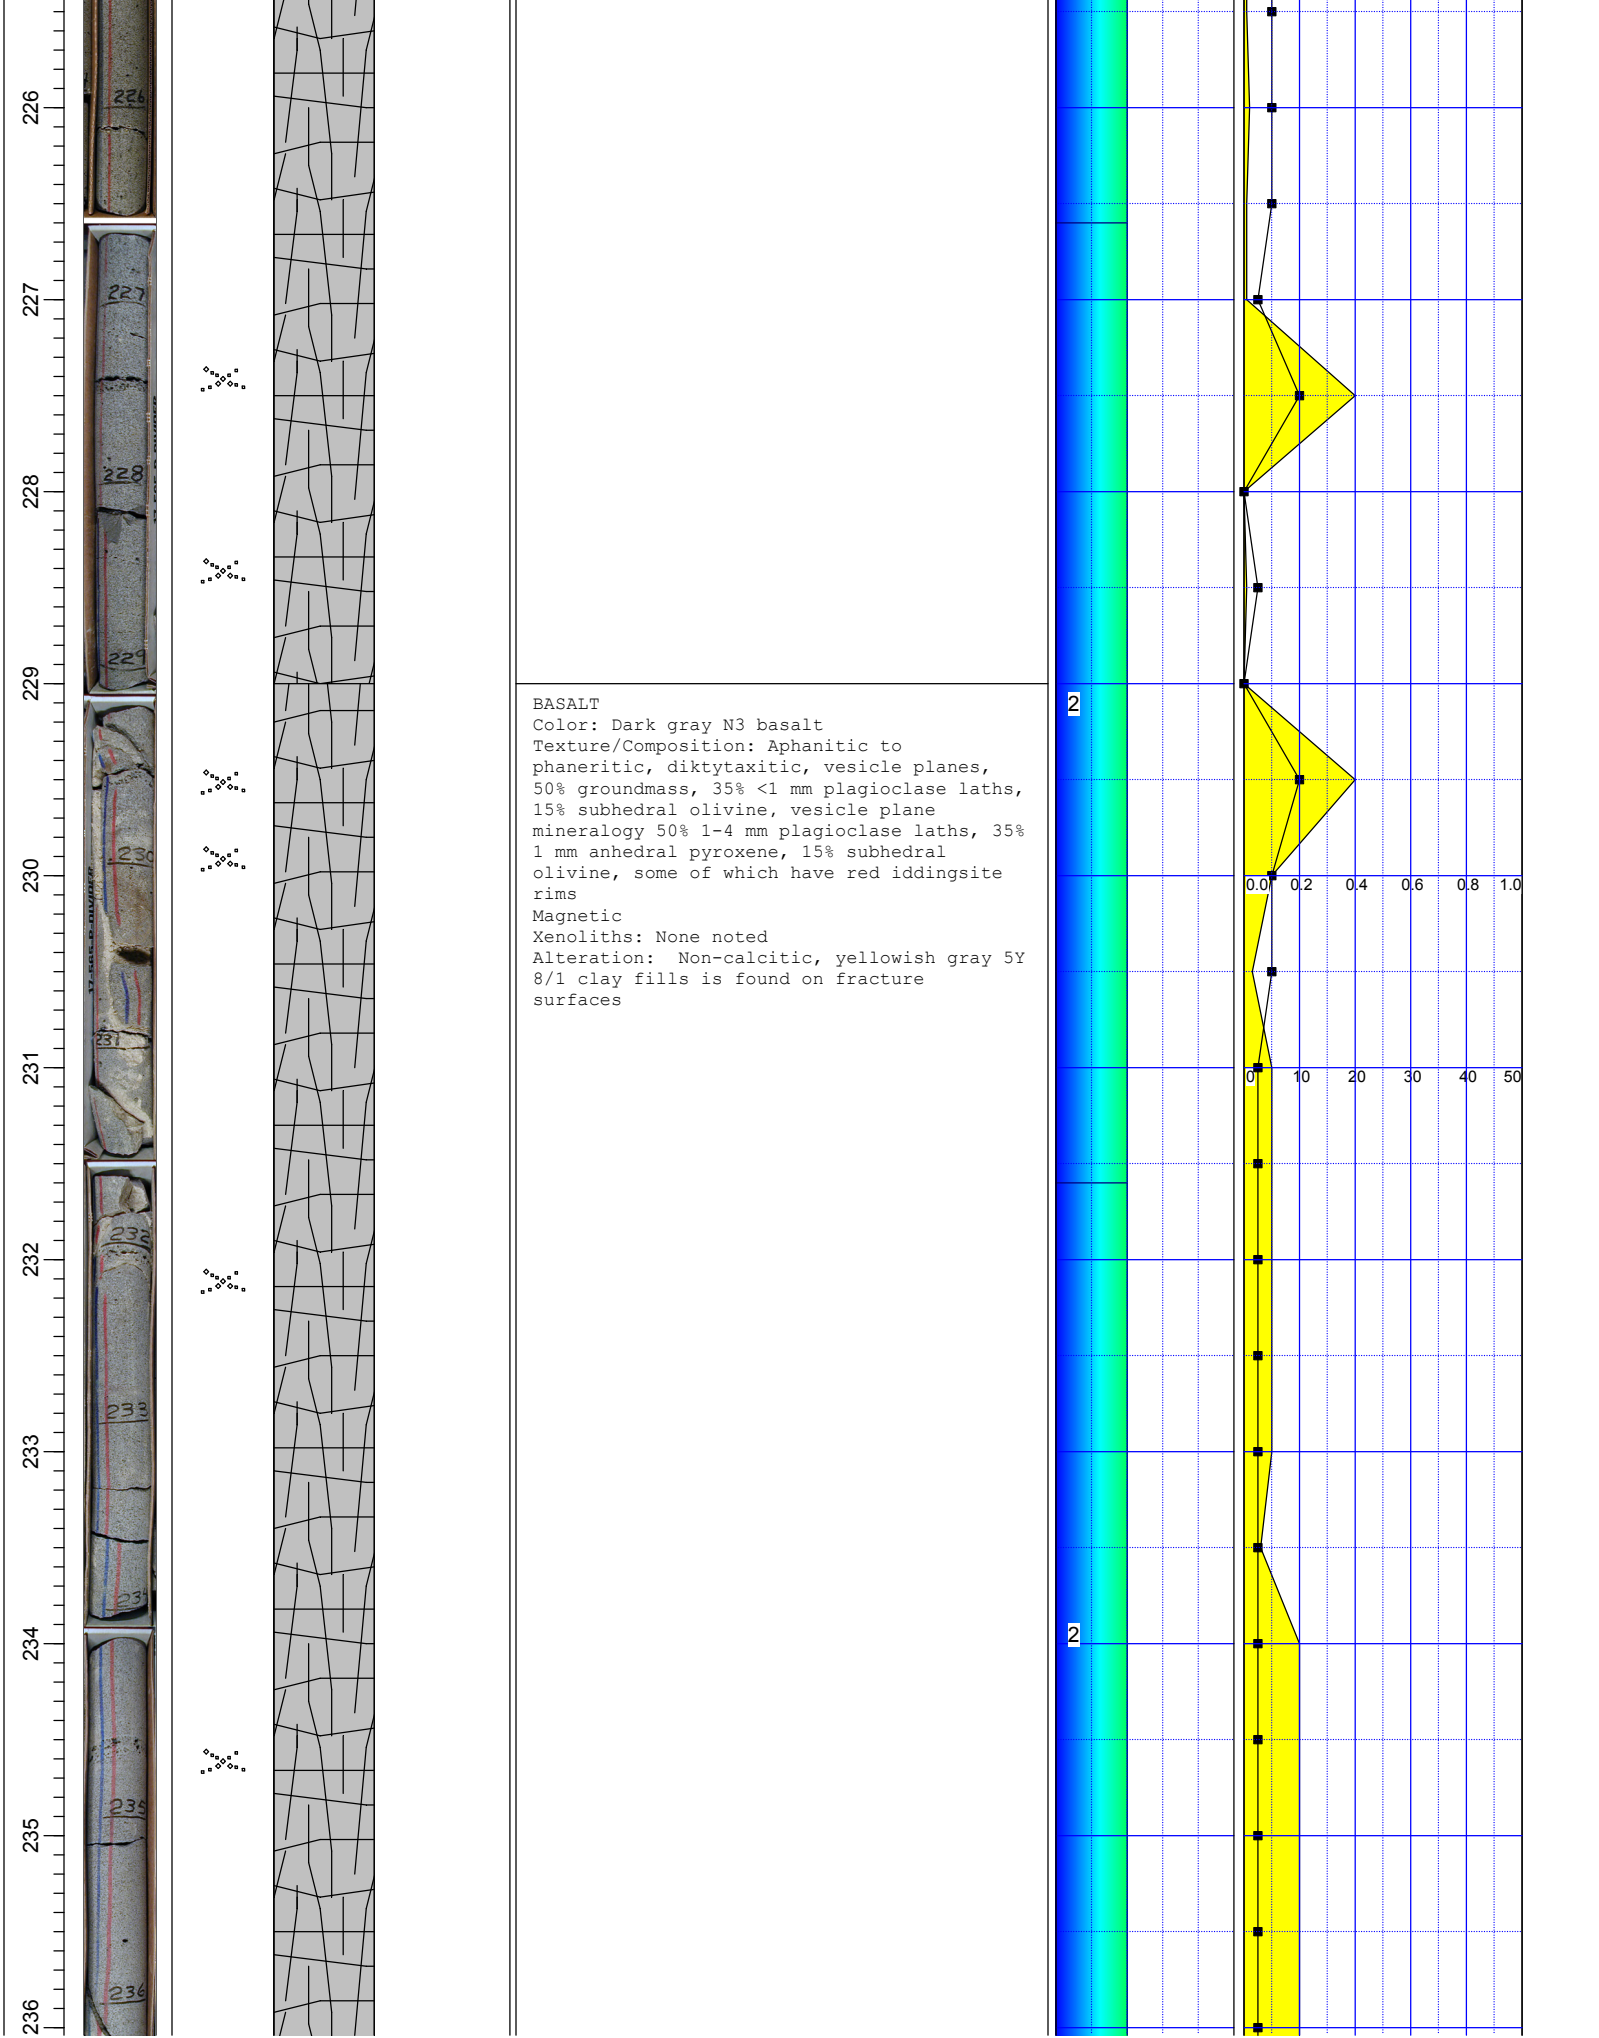 226
227
228
229
230
231
232
233
234
235
236
226
227
228
229
230
231
232
233
235
236
BASALT
Color: Dark gray N3 basalt
Texture/Composition: Aphanitic to
phaneritic, diktytaxitic, vesicle planes,
50% groundmass, 35% <1 mm plagioclase laths,
15% subhedral olivine, vesicle plane
mineralogy 50% 1-4 mm plagioclase laths, 35%
1 mm anhedral pyroxene, 15% subhedral
olivine, some of which have red iddingsite
rims
Magnetic
Xenoliths: None noted
Alteration: Non-calcitic, yellowish gray 5Y
8/1 clay fills is found on fracture
surfaces
2
2
0.0 0.2 0.4 0.6 0.8 1.0
0 10 20 30 40 50